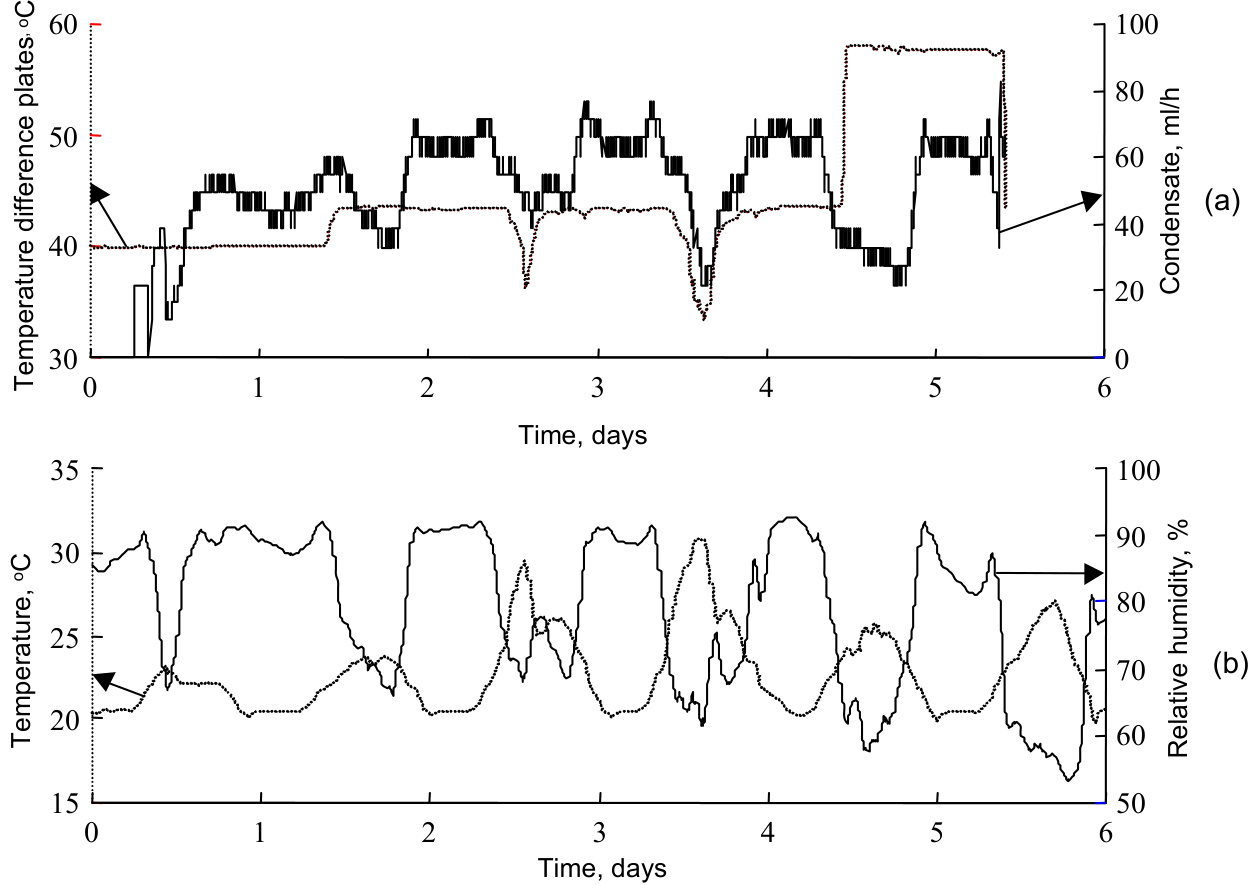 Temperature difference plates, ºC
60
50
40
30
100
80
60
40
20
0
Condensate, ml/h
(a)
0 1 2 3 4 5 6
Time, days
Temperature, ºC
35
30
25
20
15
100
90
80
70
60
50
Relative humidity, %
(b)
0 1 2 3 4 5 6
Time, days